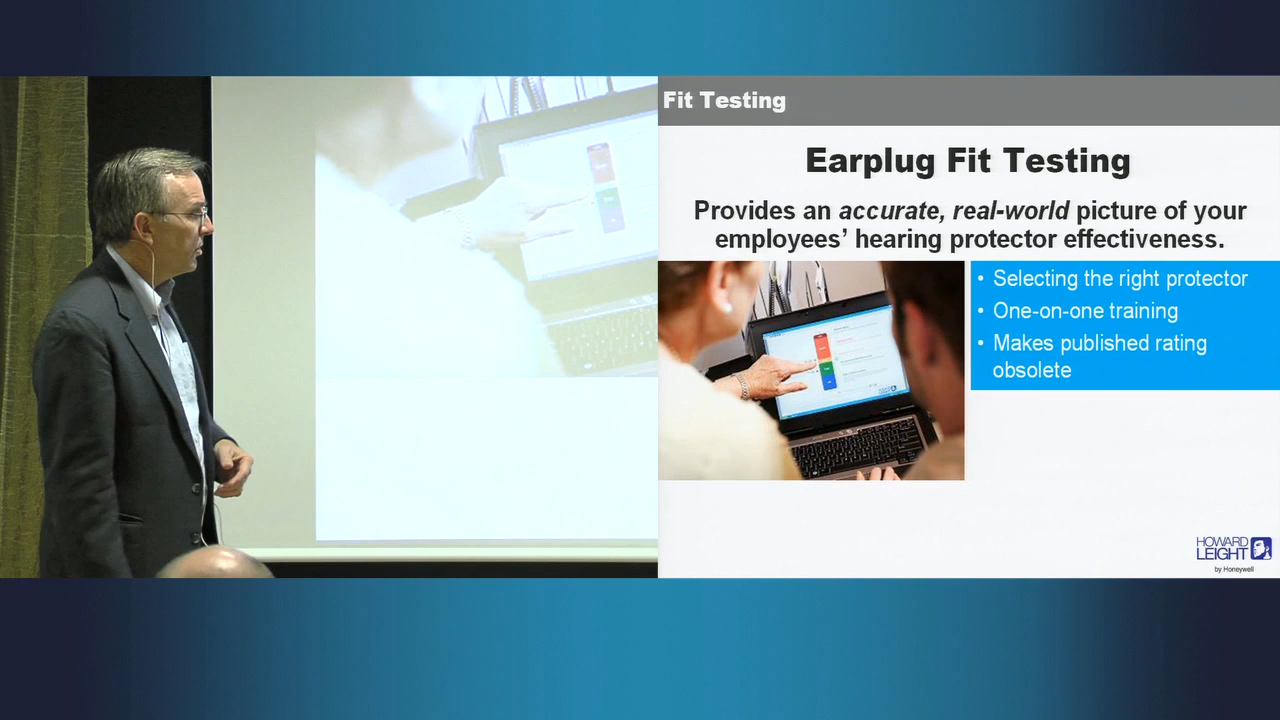 Fit Testing
Earplug Fit Testing
Provides an accurate, real-world picture of your
employees’ hearing protector effectiveness.
• Selecting the right protector
• One-on-one training
• Makes published rating
obsolete
HOWARD
LEIGHT
by Honeywell